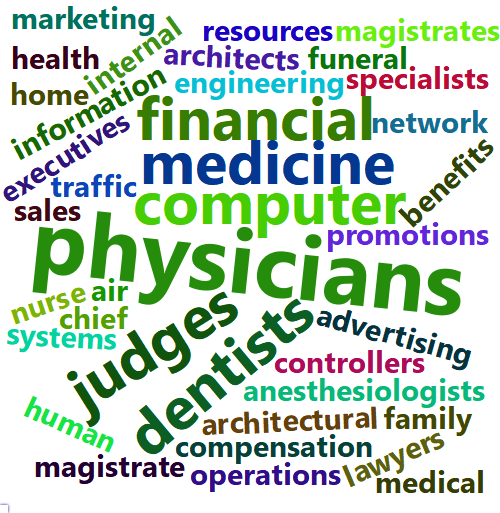 marketing
resources
magistrates
health
internal
architects
funeral
home
information
engineering
specialists
financial
network
executives
medicine
benefits
traffic
computer
sales
physicians
promotions
nurse
air
chief
systems
judges
dentists
advertising
controllers
anesthesiologists
human
architectural
family
compensation
lawyers
magistrate
operations
medical